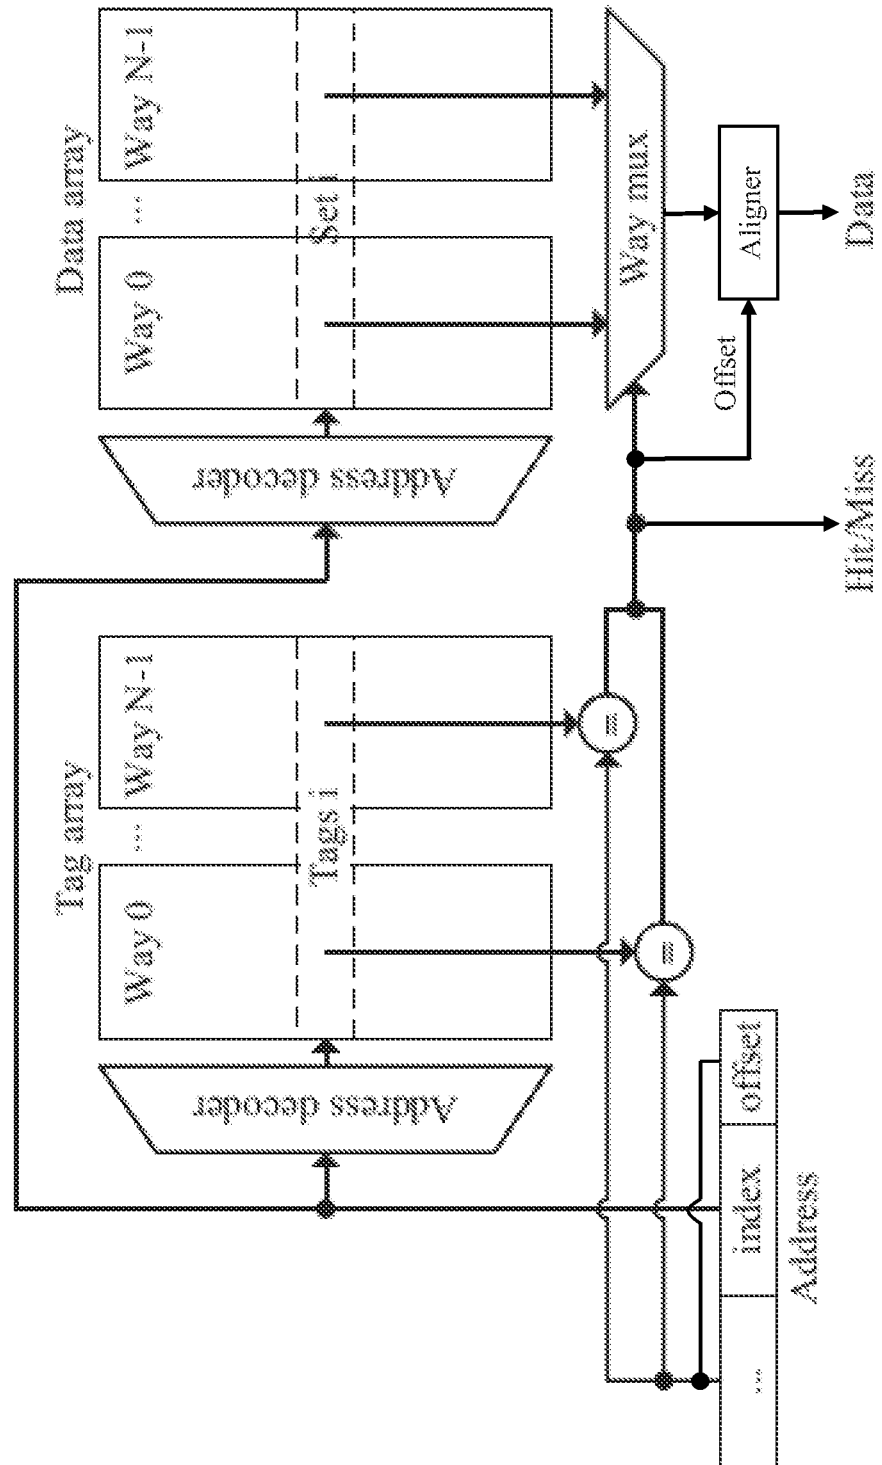 Tag array
Data array
Way 0
...
Way N-1
Way 0
...
Way N-1
Address decoder
Tags i
Address decoder
Set i
=
=
Way mux
Offset
Aligner
... index offset
Address
Hit/Miss
Data